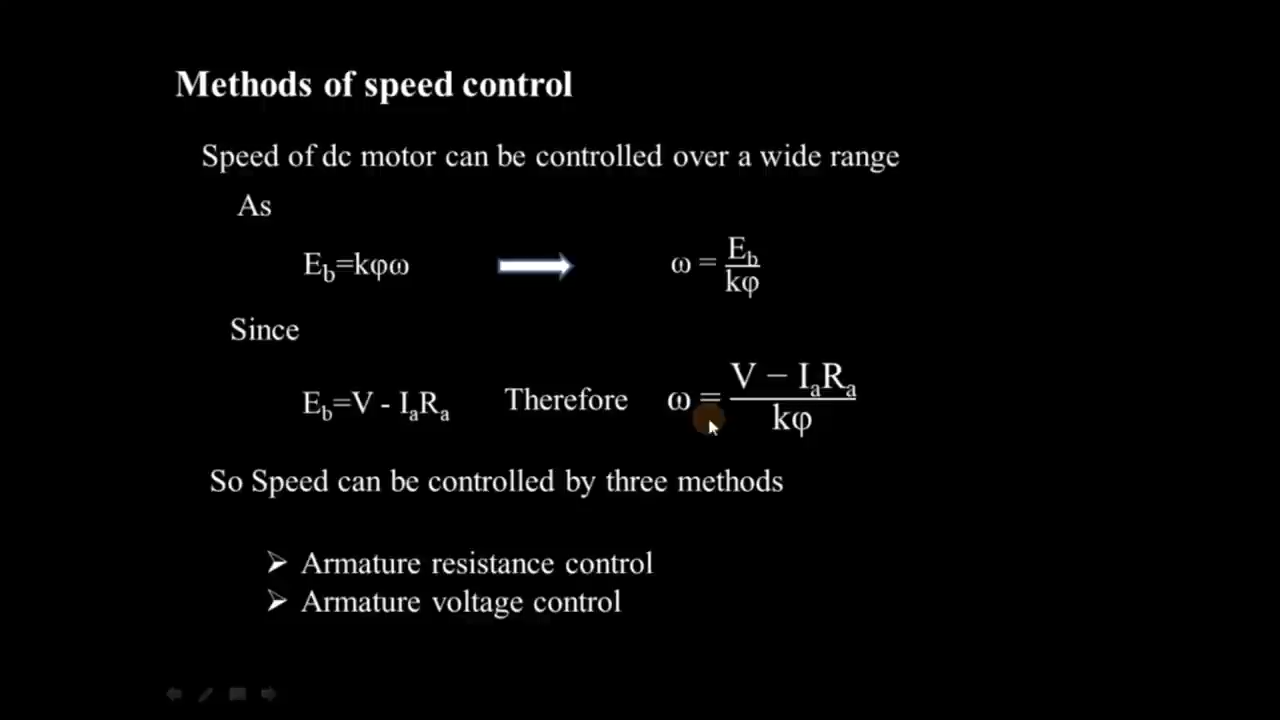 Methods of speed control
Speed of dc motor can be controlled over a wide range
As
E_b=kφω ω = E_b/kφ
Since
E_b=V - I_aR_a Therefore ω = (V − I_aR_a)/kφ
So Speed can be controlled by three methods
➢ Armature resistance control
➢ Armature voltage control